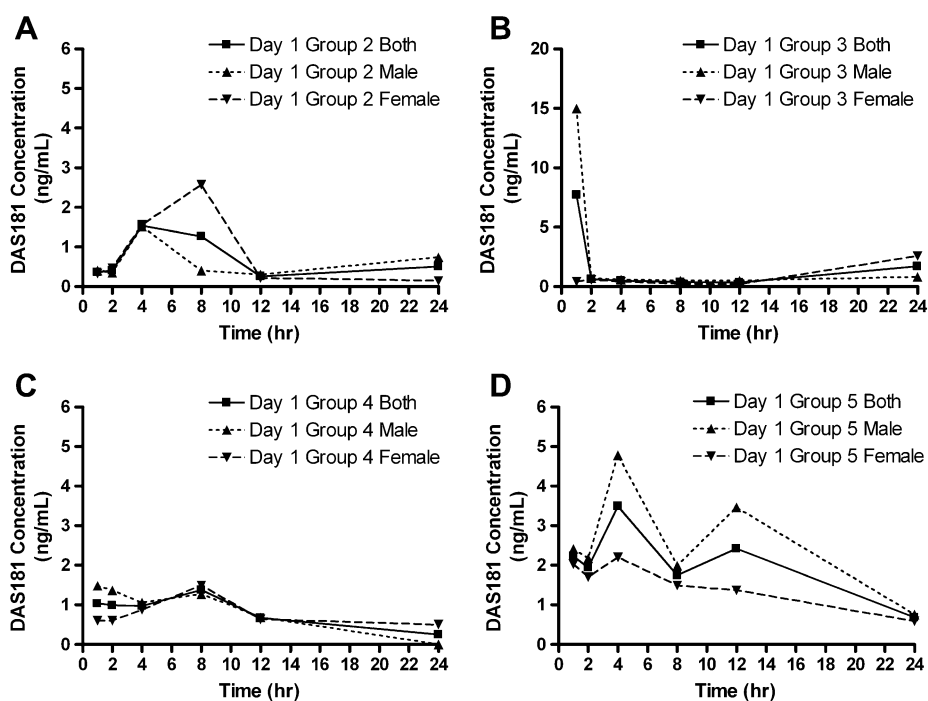 A
Day 1 Group 2 Both
Day 1 Group 2 Male
Day 1 Group 2 Female
DAS181 Concentration
(ng/mL)
6
5
4
3
2
1
0
0 2 4 6 8 10 12 14 16 18 20 22 24
Time (hr)
B
Day 1 Group 3 Both
Day 1 Group 3 Male
Day 1 Group 3 Female
DAS181 Concentration
(ng/mL)
20
15
10
5
0
0 2 4 6 8 10 12 14 16 18 20 22 24
Time (hr)
C
Day 1 Group 4 Both
Day 1 Group 4 Male
Day 1 Group 4 Female
DAS181 Concentration
(ng/mL)
6
5
4
3
2
1
0
0 2 4 6 8 10 12 14 16 18 20 22 24
Time (hr)
D
Day 1 Group 5 Both
Day 1 Group 5 Male
Day 1 Group 5 Female
DAS181 Concentration
(ng/mL)
6
5
4
3
2
1
0
0 2 4 6 8 10 12 14 16 18 20 22 24
Time (hr)